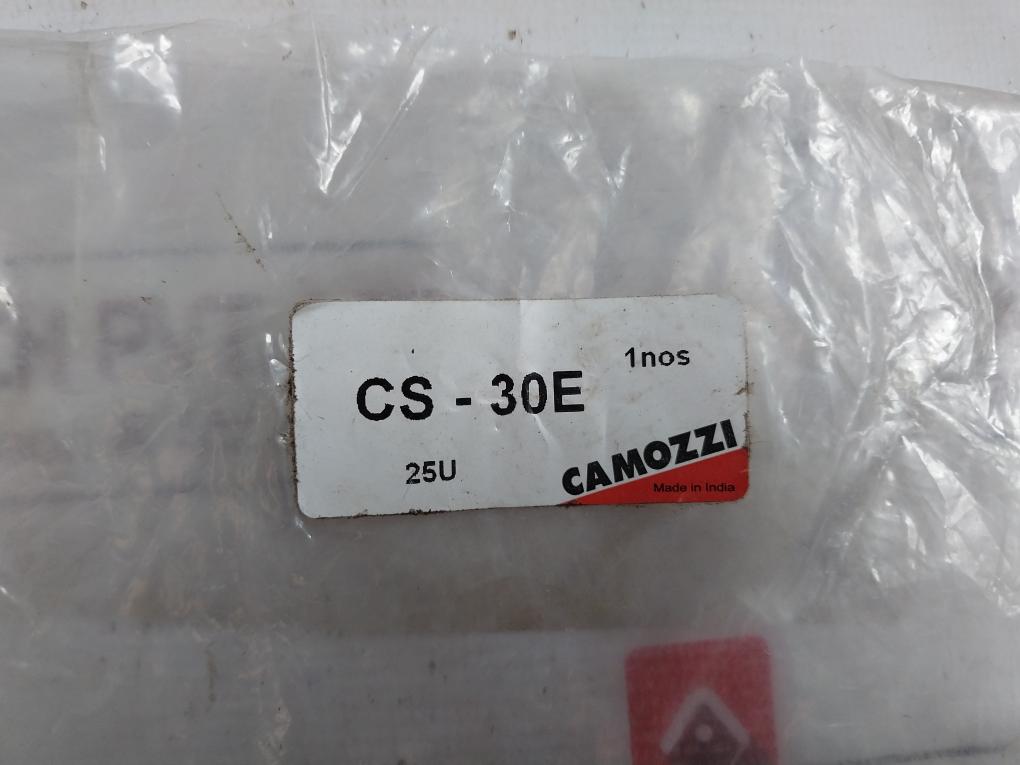 1nos
CS - 30E
25U
CAMOZZI
Made in India